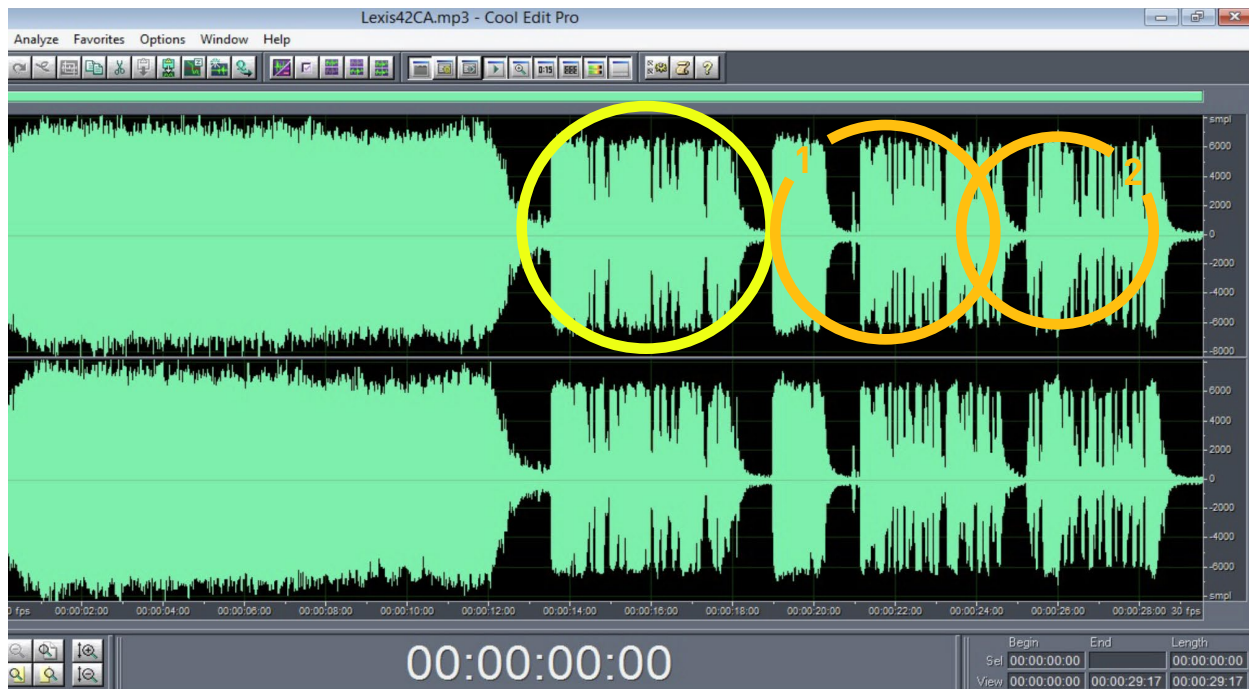 Lexis42CA.mp3 - Cool Edit Pro
Analyze Favorites Options Window Help
smpl
6000
4000
2000
0
-2000
-4000
-6000
-8000
1
2
6000
4000
2000
0
-2000
-4000
-6000
smpl
fps 00:00:02:00 00:00:04:00 00:00:06:00 00:00:08:00 00:00:10:00 00:00:12:00 00:00:14:00 00:00:16:00 00:00:18:00 00:00:20:00 00:00:22:00 00:00:24:00 00:00:26:00 00:00:28:00 30 fps
00:00:00:00
Begin End Length
Sel 00:00:00:00 00:00:00:00
View 00:00:00:00 00:00:29:17 00:00:29:17